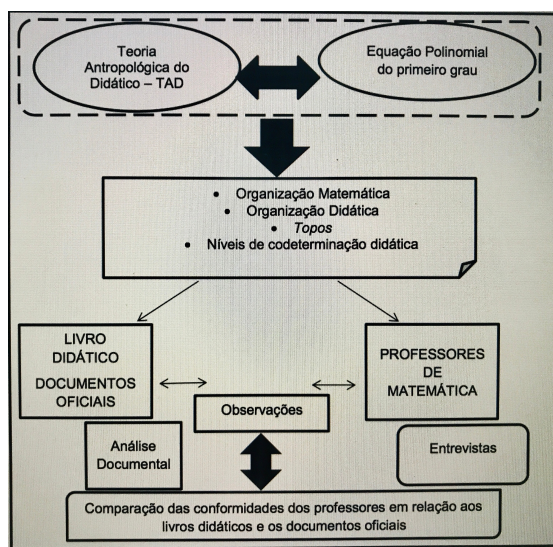 Teoria
Antropológica do
Didático – TAD
Equação Polinomial
do primeiro grau
• Organização Matemática
• Organização Didática
• Topos
• Níveis de codeterminação didática
LIVRO
DIDÁTICO
DOCUMENTOS
OFICIAIS
PROFESSORES
DE
MATEMÁTICA
Observações
Análise
Documental
Entrevistas
Comparação das conformidades dos professores em relação aos
livros didáticos e os documentos oficiais